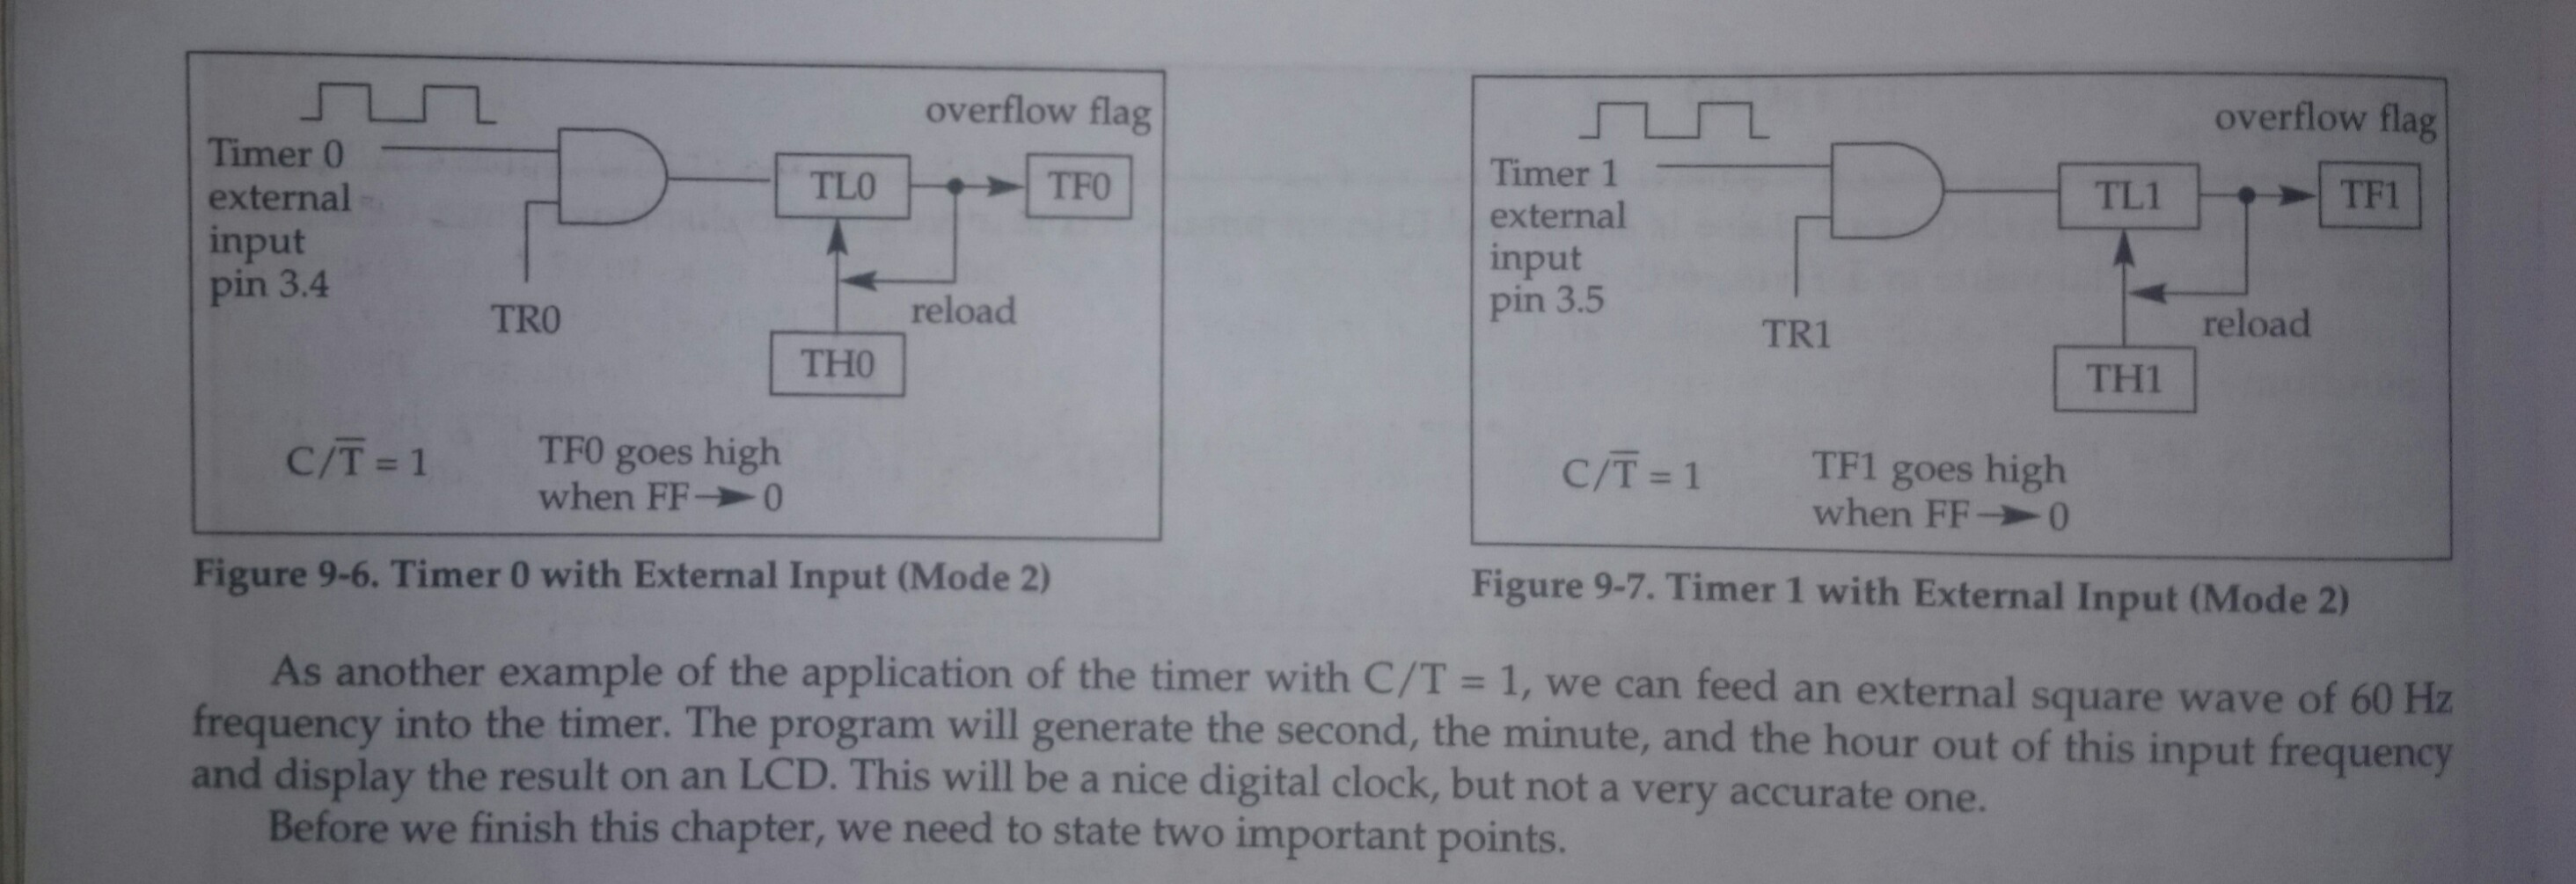 overflow flag
Timer 0
external
input
pin 3.4
TL0
TF0
TR0
reload
TH0
C/T̅ = 1
TF0 goes high
when FF→0
Figure 9-6. Timer 0 with External Input (Mode 2)
overflow flag
Timer 1
external
input
pin 3.5
TL1
TF1
TR1
reload
TH1
C/T̅ = 1
TF1 goes high
when FF→0
Figure 9-7. Timer 1 with External Input (Mode 2)
As another example of the application of the timer with C/T = 1, we can feed an external square wave of 60 Hz
frequency into the timer. The program will generate the second, the minute, and the hour out of this input frequency
and display the result on an LCD. This will be a nice digital clock, but not a very accurate one.
Before we finish this chapter, we need to state two important points.